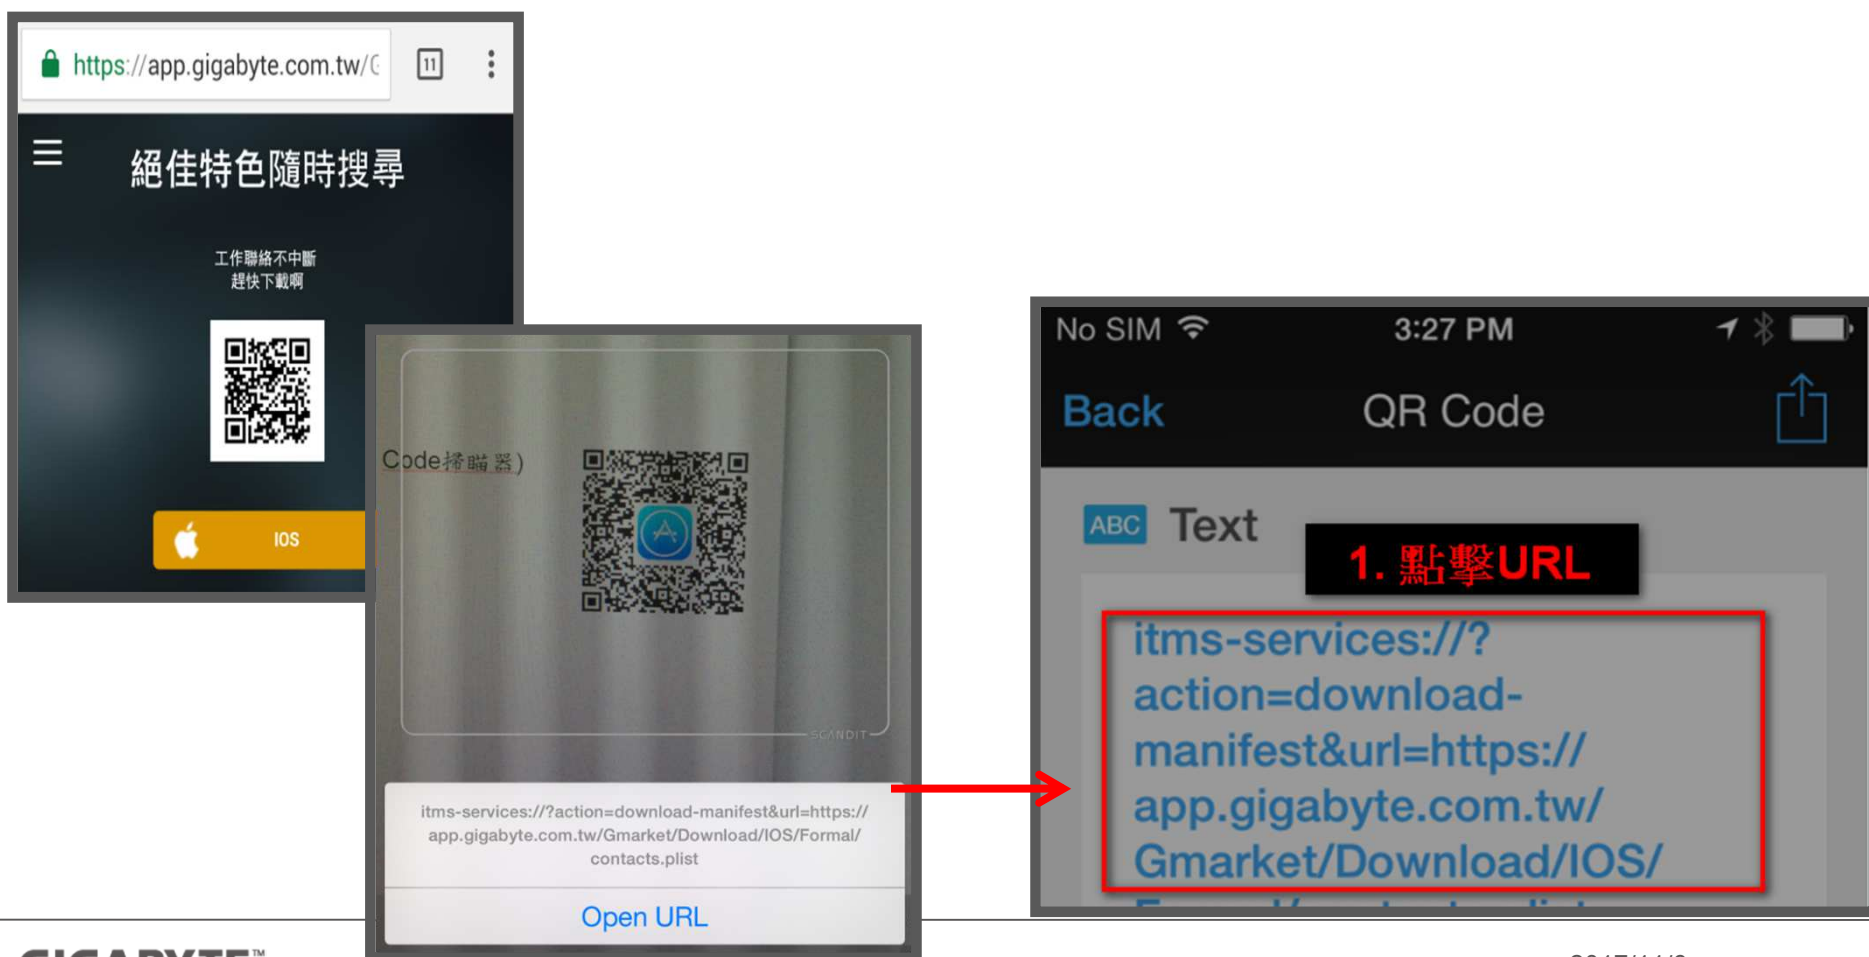 https://app.gigabyte.com.tw/G
11
絕佳特色隨時搜尋
工作聯絡不中斷
趕快下載啊
IOS
Code掃瞄器)
SCANDIT
itms-services://?action=download-manifest&url=https://
app.gigabyte.com.tw/Gmarket/Download/IOS/Formal/
contacts.plist
Open URL
No SIM
3:27 PM
Back
QR Code
ABC Text
1. 點擊URL
itms-services://?
action=download-
manifest&url=https://
app.gigabyte.com.tw/
Gmarket/Download/IOS/
GIGABYTE™